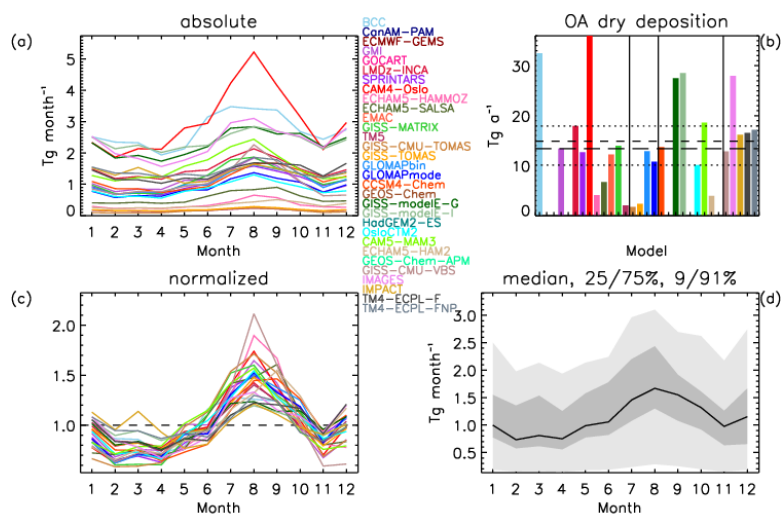 absolute
OA dry deposition
(a)
(b)
Tg month⁻¹
5
4
3
2
1
0
1 2 3 4 5 6 7 8 9 10 11 12
Month
BCC
CanAM-PAM
ECMWF-GEMS
GMI
GOCART
LMDz-INCA
SPRINTARS
CAM4-Oslo
ECHAM5-HAMMOZ
ECHAM5-SALSA
EMAC
GISS-MATRIX
TM5
GISS-CMU-TOMAS
GISS-TOMAS
GLOMAPbin
GLOMAPmode
CCSM4-Chem
GEOS-Chem
GISS-modelE-G
GISS-modelE-I
HadGEM2-ES
OsloCTM2
CAM5-MAM3
ECHAM5-HAM2
GEOS-Chem-APM
GISS-CMU-VBS
IMAGES
IMPACT
TM4-ECPL-F
TM4-ECPL-FNP
Tg a⁻¹
30
20
10
0
Model
normalized
median, 25/75%, 9/91%
(c)
(d)
2.0
1.5
1.0
1 2 3 4 5 6 7 8 9 10 11 12
Month
Tg month⁻¹
3.0
2.5
2.0
1.5
1.0
0.5
1 2 3 4 5 6 7 8 9 10 11 12
Month